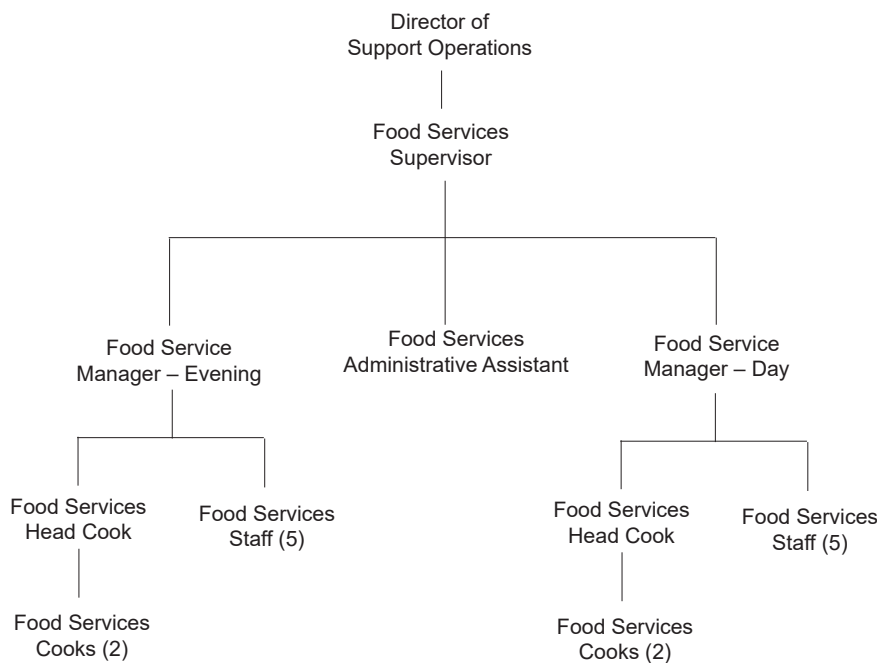 Director of
Support Operations
Food Services
Supervisor
Food Service
Manager – Evening
Food Services
Administrative Assistant
Food Service
Manager – Day
Food Services
Head Cook
Food Services
Staff (5)
Food Services
Head Cook
Food Services
Staff (5)
Food Services
Cooks (2)
Food Services
Cooks (2)